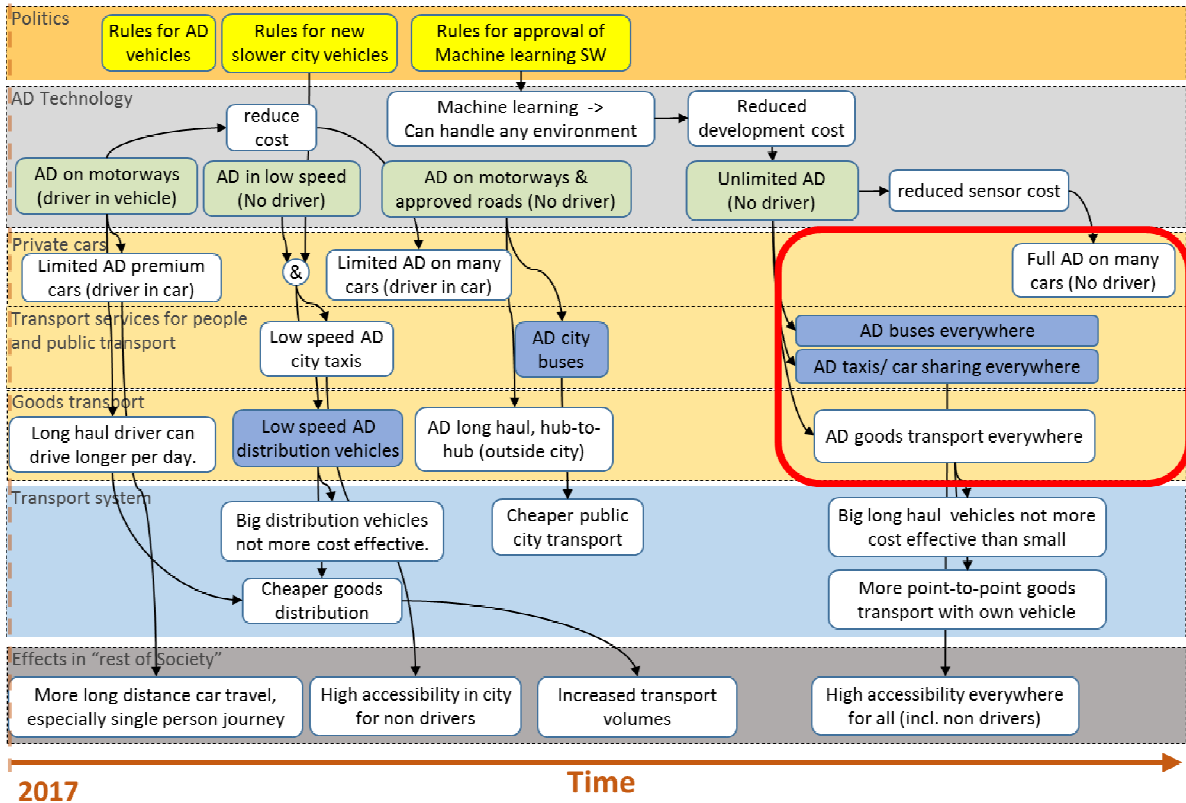 Politics
Rules for AD
vehicles
Rules for new
slower city vehicles
Rules for approval of
Machine learning SW
AD Technology
reduce
cost
Machine learning ->
Can handle any environment
Reduced
development cost
AD on motorways
(driver in vehicle)
AD in low speed
(No driver)
AD on motorways &
approved roads (No driver)
Unlimited AD
(No driver)
reduced sensor cost
Private cars
Limited AD premium
cars (driver in car)
&
Limited AD on many
cars (driver in car)
Full AD on many
cars (No driver)
Transport services for people
and public transport
Low speed AD
city taxis
AD city
buses
AD buses everywhere
AD taxis/ car sharing everywhere
Goods transport
Long haul driver can
drive longer per day.
Low speed AD
distribution vehicles
AD long haul, hub-to-
hub (outside city)
AD goods transport everywhere
Transport system
Big distribution vehicles
not more cost effective.
Cheaper public
city transport
Big long haul vehicles not more
cost effective than small
Cheaper goods
distribution
More point-to-point goods
transport with own vehicle
Effects in “rest of Society”
More long distance car travel,
especially single person journey
High accessibility in city
for non drivers
Increased transport
volumes
High accessibility everywhere
for all (incl. non drivers)
Time
2017